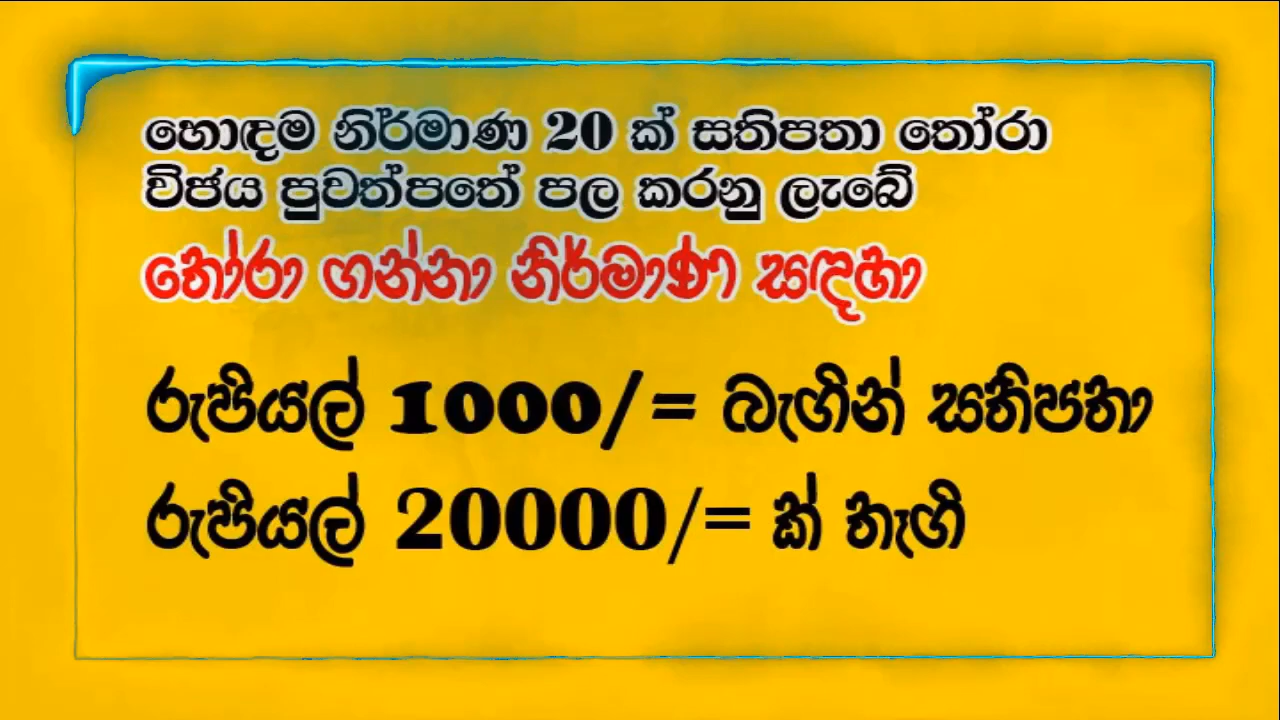 හොඳම නිර්මාණ 20 ක් සතිපතා තෝරා
විජය පුවත්පතේ පල කරනු ලැබේ
තෝරා ගන්නා නිර්මාණ සඳහා
රුපියල් 1000/= බැගින් සතිපතා
රුපියල් 20000/= ක් තෑගි